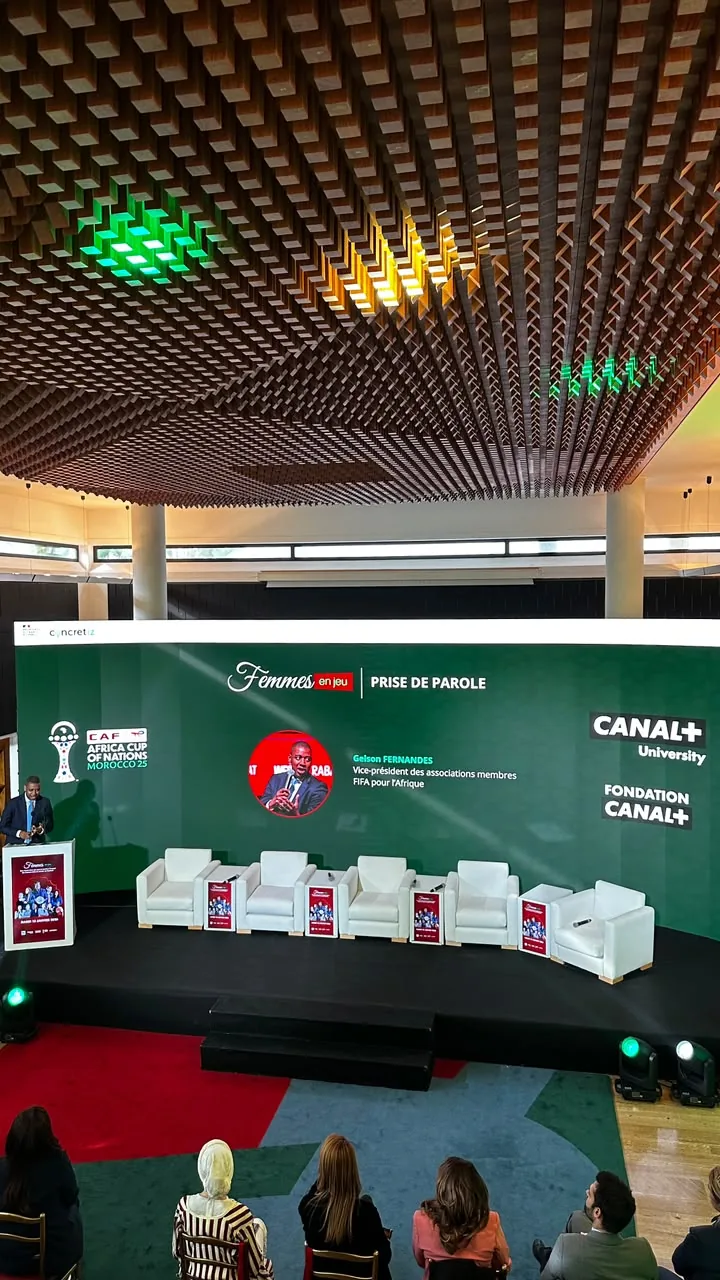 concretiz
Femmes en jeu PRISE DE PAROLE
CAF
AFRICA CUP
OF NATIONS
MOROCCO 25
CANAL+
University
Gelson FERNANDES
Vice-président des associations membres
FIFA pour l'Afrique
FONDATION
CANAL+
Femmes